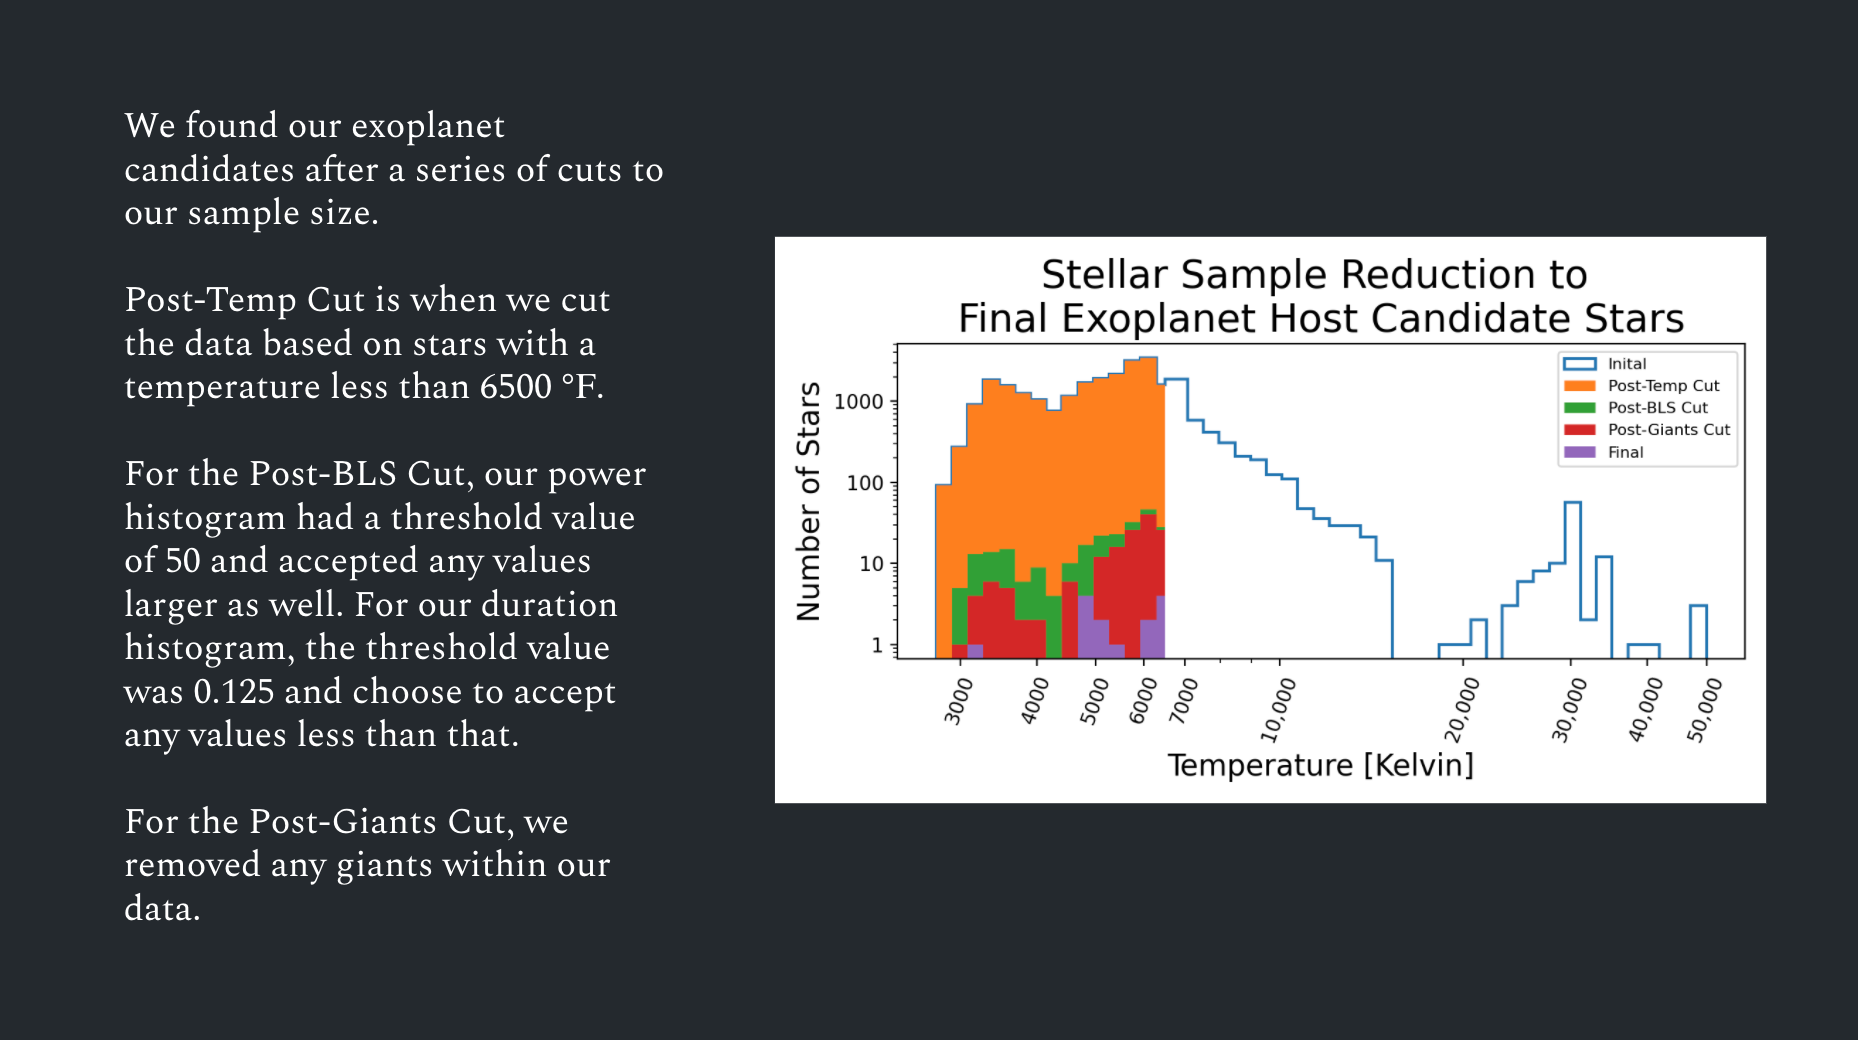 We found our exoplanet
candidates after a series of cuts to
our sample size.
Post-Temp Cut is when we cut
the data based on stars with a
temperature less than 6500 °F.
For the Post-BLS Cut, our power
histogram had a threshold value
of 50 and accepted any values
larger as well. For our duration
histogram, the threshold value
was 0.125 and choose to accept
any values less than that.
For the Post-Giants Cut, we
removed any giants within our
data.
Stellar Sample Reduction to
Final Exoplanet Host Candidate Stars
Number of Stars
1000
100
10
1
Inital
Post-Temp Cut
Post-BLS Cut
Post-Giants Cut
Final
3000
4000
5000
6000
7000
10,000
20,000
30,000
40,000
50,000
Temperature [Kelvin]